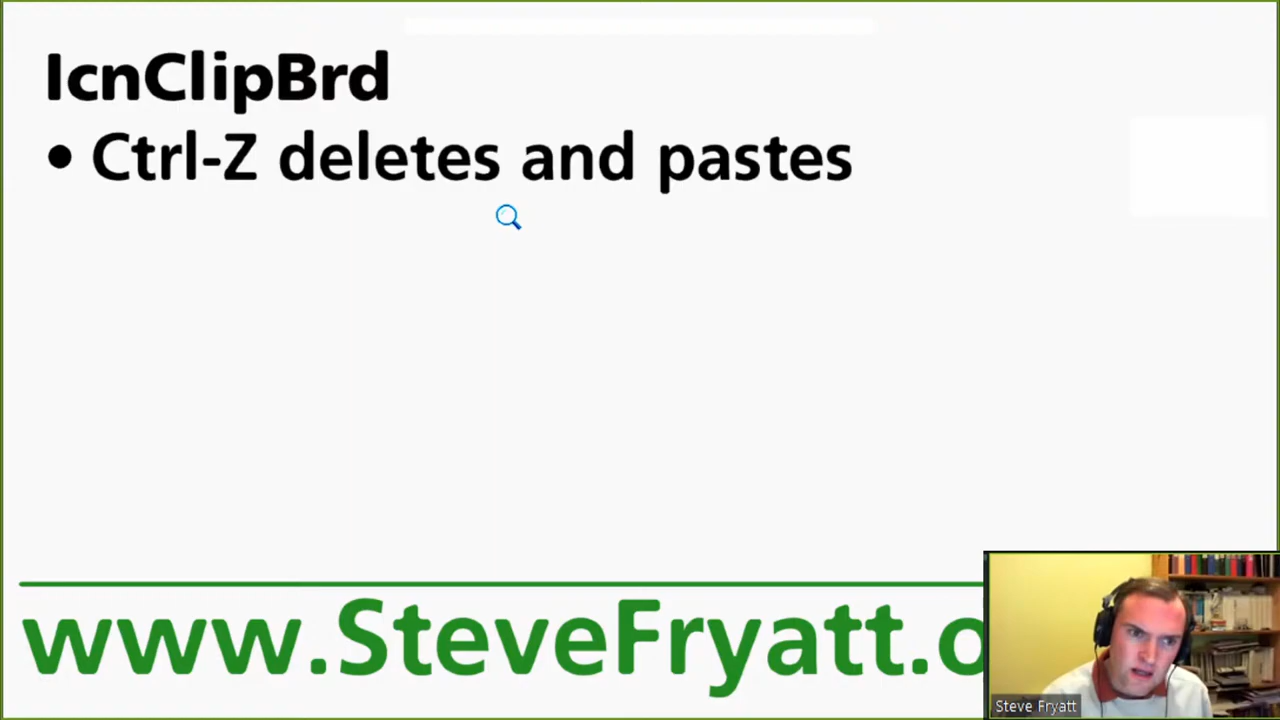 IcnClipBrd
• Ctrl-Z deletes and pastes
www.SteveFryatt.o
Steve Fryatt